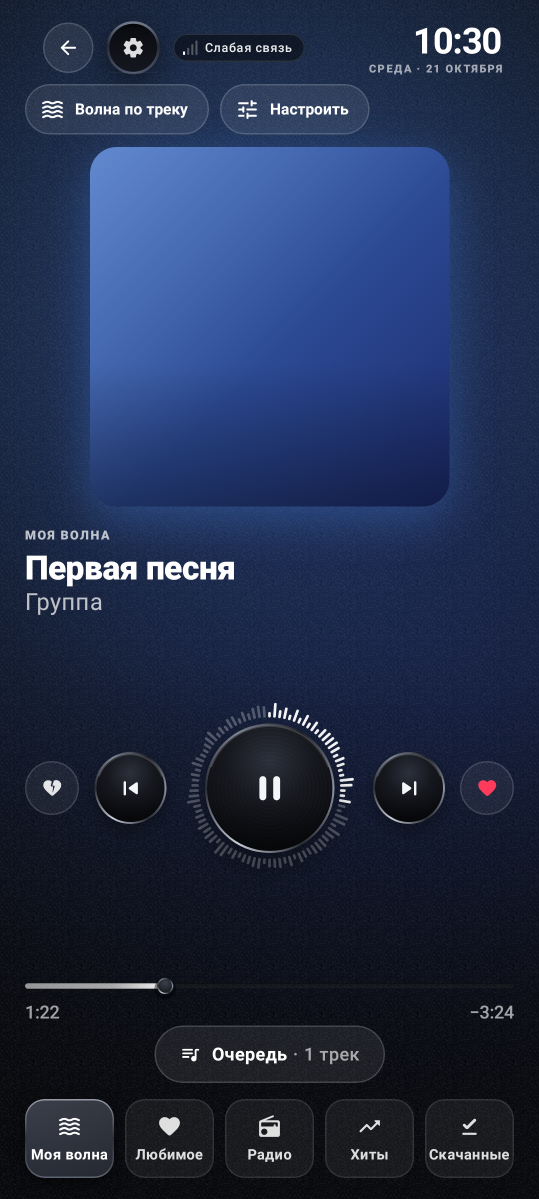 Слабая связь
10:30
СРЕДА · 21 ОКТЯБРЯ
Волна по треку
Настроить
МОЯ ВОЛНА
Первая песня
Группа
1:22
−3:24
Очередь · 1 трек
Моя волна
Любимое
Радио
Хиты
Скачанные